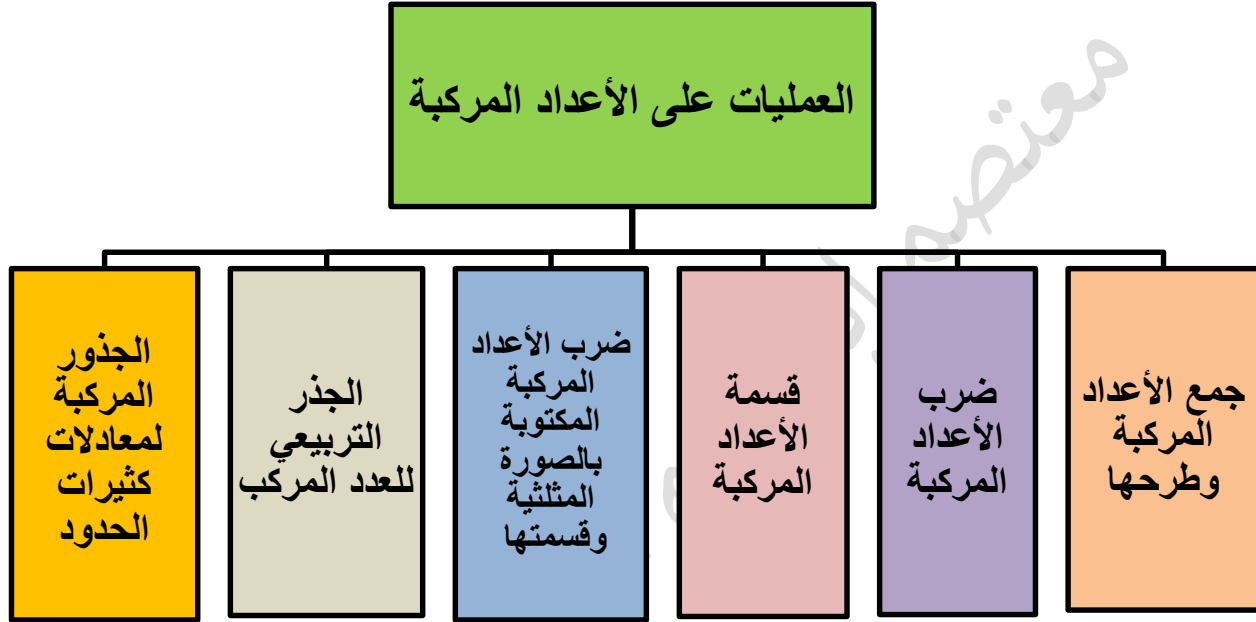 العمليات على الأعداد المركبة
جمع الأعداد
المركبة
وطرحها
ضرب
الأعداد
المركبة
قسمة
الأعداد
المركبة
ضرب الأعداد
المركبة
المكتوبة
بالصورة
المثلثية
وقسمتها
الجذر
التربيعي
للعدد المركب
الجذور
المركبة
لمعادلات
كثيرات
الحدود
معتصم